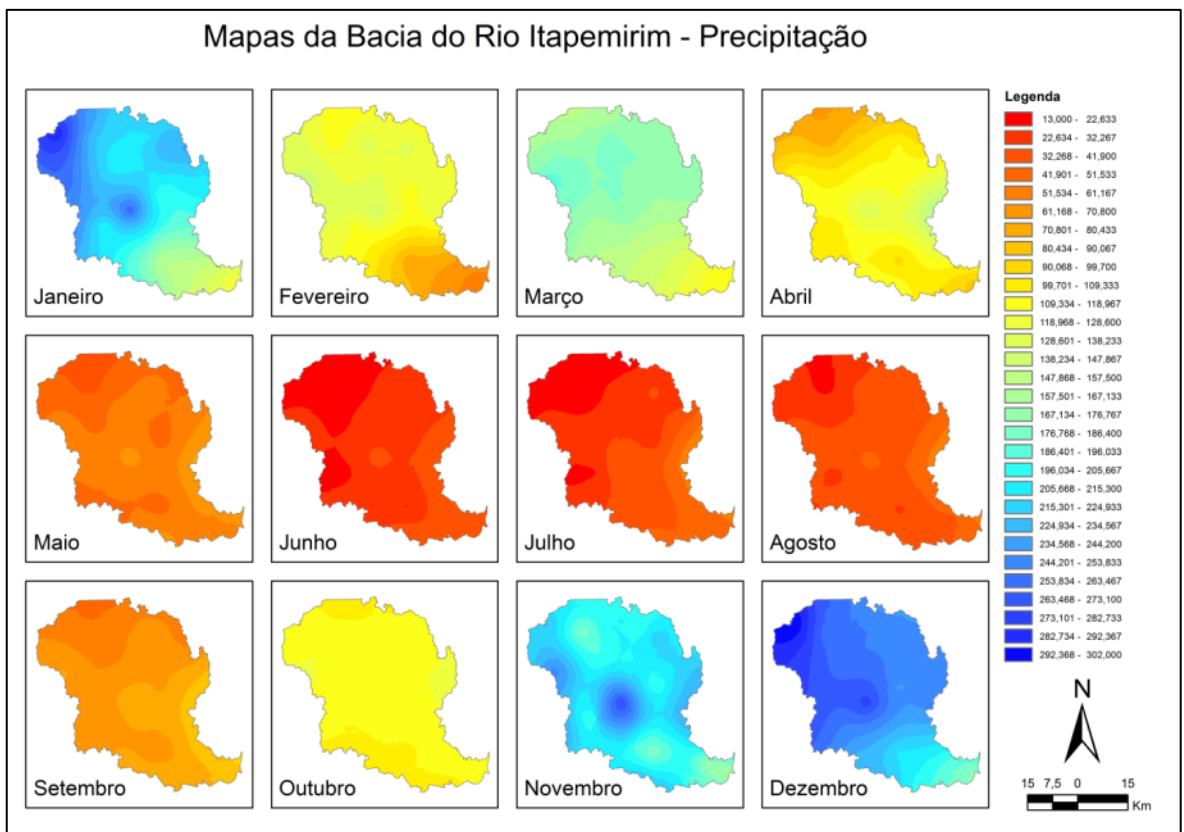 Mapas da Bacia do Rio Itapemirim - Precipitação
Janeiro
Fevereiro
Março
Abril
Maio
Junho
Julho
Agosto
Setembro
Outubro
Novembro
Dezembro
Legenda
13,000 - 22,633
22,634 - 32,267
32,268 - 41,900
41,901 - 51,533
51,534 - 61,167
61,168 - 70,800
70,801 - 80,433
80,434 - 90,067
90,068 - 99,700
99,701 - 109,333
109,334 - 118,967
118,968 - 128,600
128,601 - 138,233
138,234 - 147,867
147,868 - 157,500
157,501 - 167,133
167,134 - 176,767
176,768 - 186,400
186,401 - 196,033
196,034 - 205,667
205,668 - 215,300
215,301 - 224,933
224,934 - 234,567
234,568 - 244,200
244,201 - 253,833
253,834 - 263,467
263,468 - 273,100
273,101 - 282,733
282,734 - 292,367
292,368 - 302,000
N
15 7,5 0 15
Km